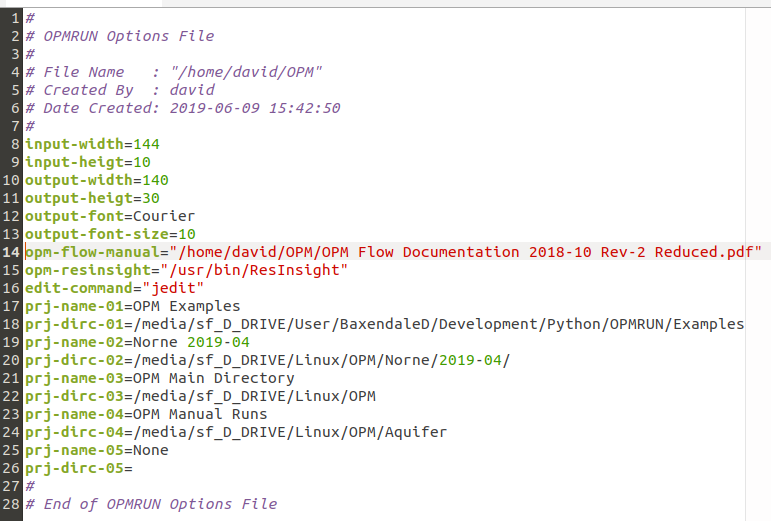 1 #
2 # OPMRUN Options File
3 #
4 # File Name   : "/home/david/OPM"
5 # Created By  : david
6 # Date Created: 2019-06-09 15:42:50
7 #
8 input-width=144
9 input-heigt=10
10 output-width=140
11 output-heigt=30
12 output-font=Courier
13 output-font-size=10
14 opm-flow-manual="/home/david/OPM/OPM Flow Documentation 2018-10 Rev-2 Reduced.pdf"
15 opm-resinsight="/usr/bin/ResInsight"
16 edit-command="jedit"
17 prj-name-01=OPM Examples
18 prj-dirc-01=/media/sf_D_DRIVE/User/BaxendaleD/Development/Python/OPMRUN/Examples
19 prj-name-02=Norne 2019-04
20 prj-dirc-02=/media/sf_D_DRIVE/Linux/OPM/Norne/2019-04/
21 prj-name-03=OPM Main Directory
22 prj-dirc-03=/media/sf_D_DRIVE/Linux/OPM
23 prj-name-04=OPM Manual Runs
24 prj-dirc-04=/media/sf_D_DRIVE/Linux/OPM/Aquifer
25 prj-name-05=None
26 prj-dirc-05=
27 #
28 # End of OPMRUN Options File